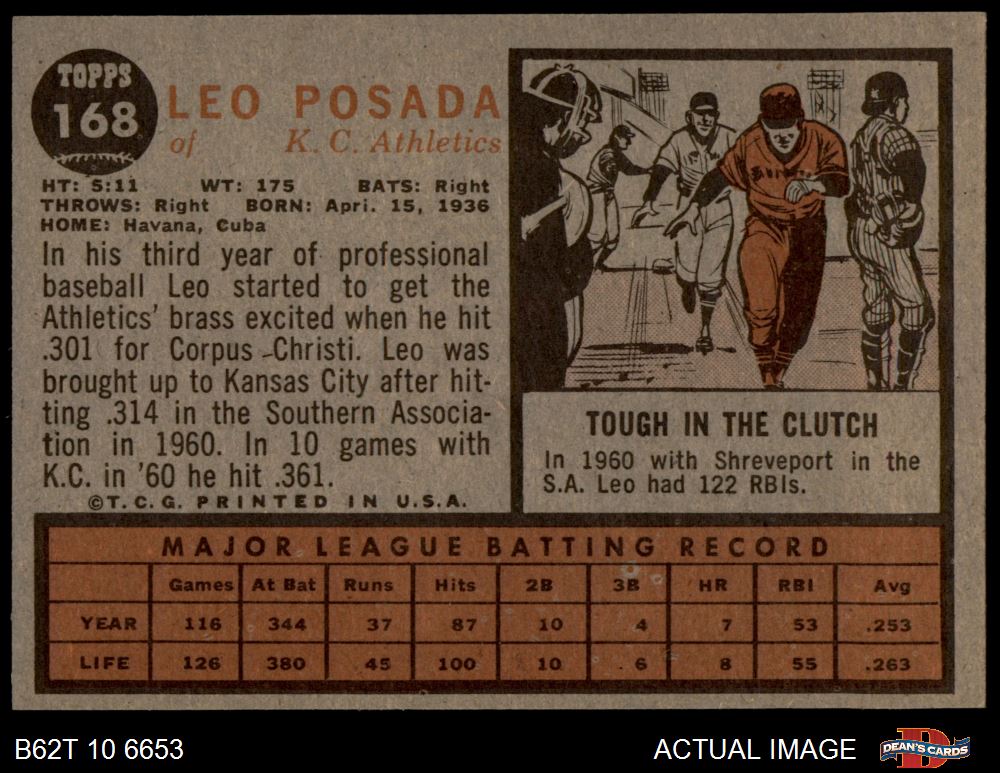 TOPPS
168
LEO POSADA
of K. C. Athletics
HT: 5:11 WT: 175 BATS: Right
THROWS: Right BORN: Apri. 15, 1936
HOME: Havana, Cuba
In his third year of professional
baseball Leo started to get the
Athletics' brass excited when he hit
.301 for Corpus Christi. Leo was
brought up to Kansas City after hit-
ting .314 in the Southern Associa-
tion in 1960. In 10 games with
K.C. in '60 he hit .361.
©T.C.G. PRINTED IN U.S.A.
TOUGH IN THE CLUTCH
In 1960 with Shreveport in the
S.A. Leo had 122 RBIs.
MAJOR LEAGUE BATTING RECORD
Games At Bat Runs Hits 2B 3B HR RBI Avg
YEAR 116 344 37 87 10 4 7 53 .253
LIFE 126 380 45 100 10 6 8 55 .263
B62T 10 6653 ACTUAL IMAGE DEAN'S CARDS